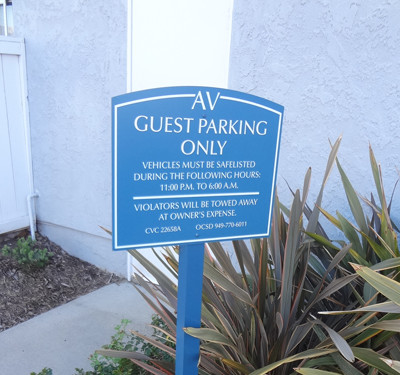 AV
GUEST PARKING
ONLY
VEHICLES MUST BE SAFELISTED
DURING THE FOLLOWING HOURS:
11:00 P.M. TO 6:00 A.M.
VIOLATORS WILL BE TOWED AWAY
AT OWNER'S EXPENSE.
CVC 22658A OCSD 949-770-6011